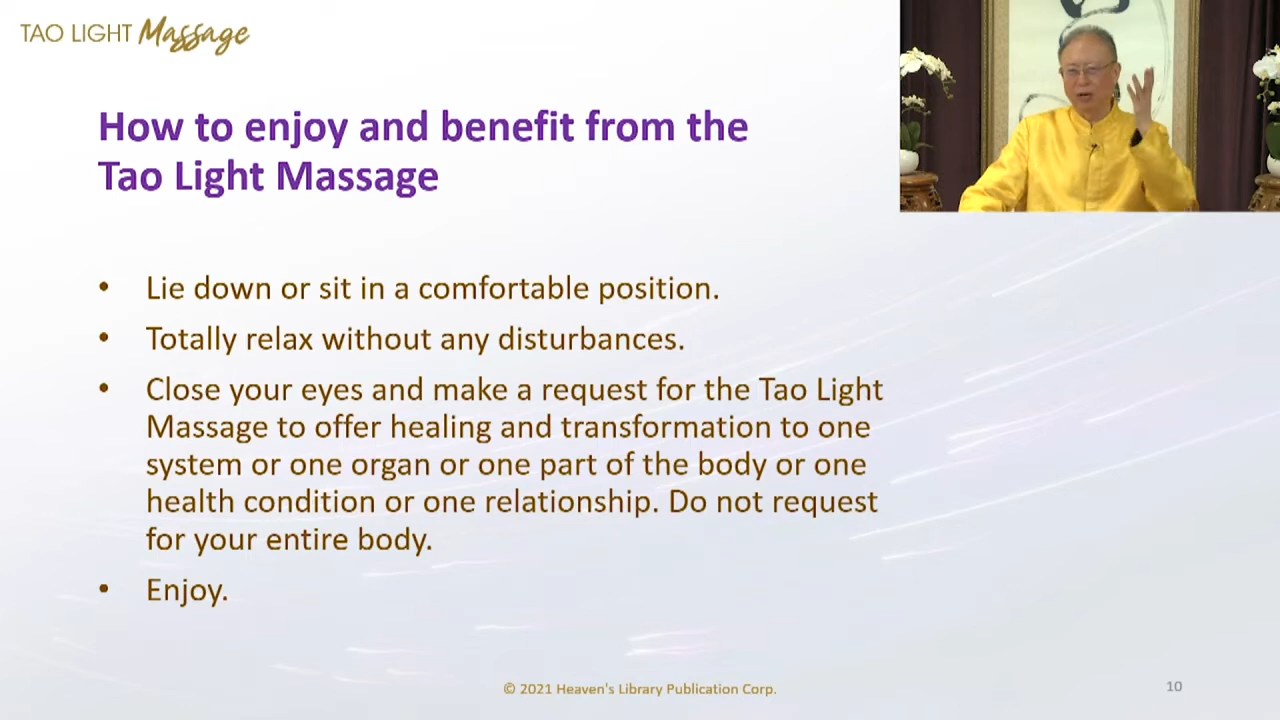 TAO LIGHT Massage
How to enjoy and benefit from the
Tao Light Massage
• Lie down or sit in a comfortable position.
• Totally relax without any disturbances.
• Close your eyes and make a request for the Tao Light
Massage to offer healing and transformation to one
system or one organ or one part of the body or one
health condition or one relationship. Do not request
for your entire body.
• Enjoy.
© 2021 Heaven's Library Publication Corp.
10